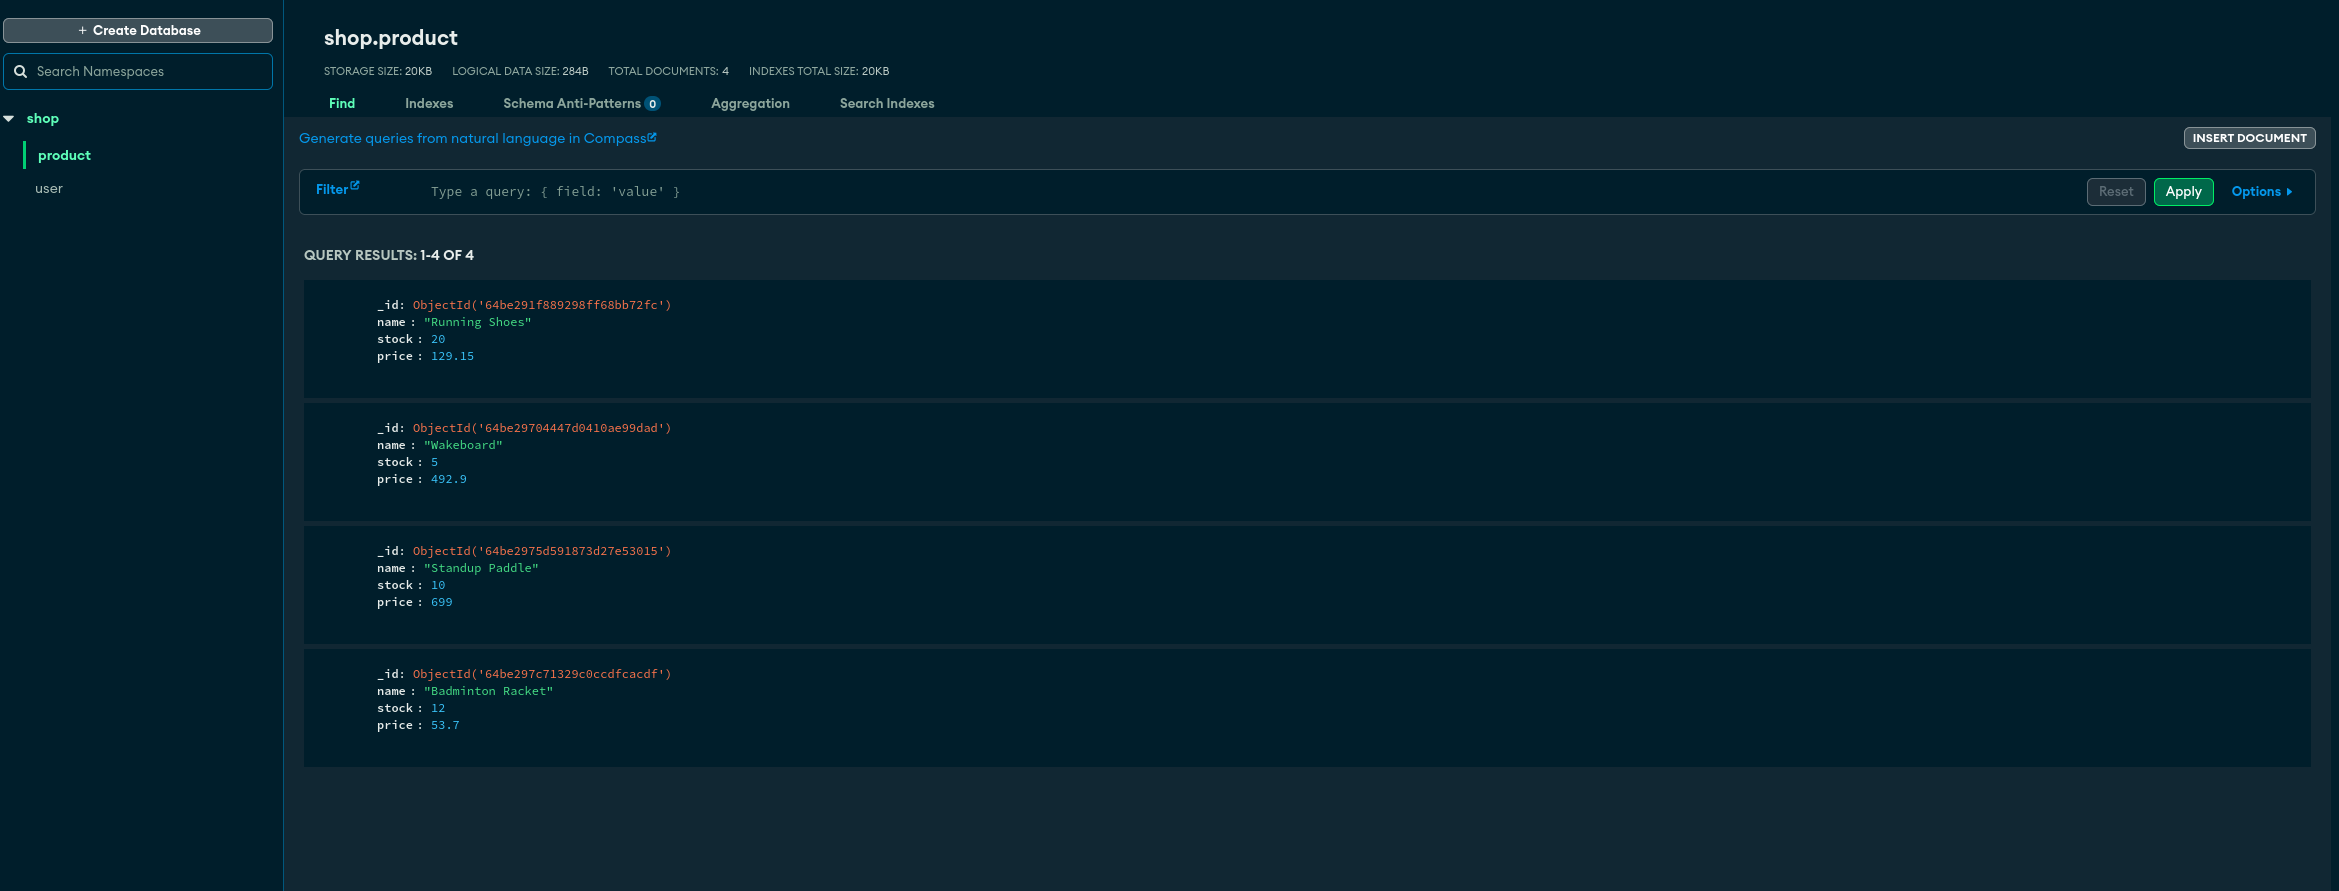 + Create Database
Search Namespaces
shop
product
user
shop.product
STORAGE SIZE: 20KB LOGICAL DATA SIZE: 284B TOTAL DOCUMENTS: 4 INDEXES TOTAL SIZE: 20KB
Find Indexes Schema Anti-Patterns 0 Aggregation Search Indexes
Generate queries from natural language in Compass
INSERT DOCUMENT
Filter Type a query: { field: 'value' } Reset Apply Options
QUERY RESULTS: 1-4 OF 4
_id: ObjectId('64be291f889298ff68bb72fc')
name : "Running Shoes"
stock : 20
price : 129.15
_id: ObjectId('64be29704447d0410ae99dad')
name : "Wakeboard"
stock : 5
price : 492.9
_id: ObjectId('64be2975d591873d27e53015')
name : "Standup Paddle"
stock : 10
price : 699
_id: ObjectId('64be297c71329c0ccdfcacdf')
name : "Badminton Racket"
stock : 12
price : 53.7